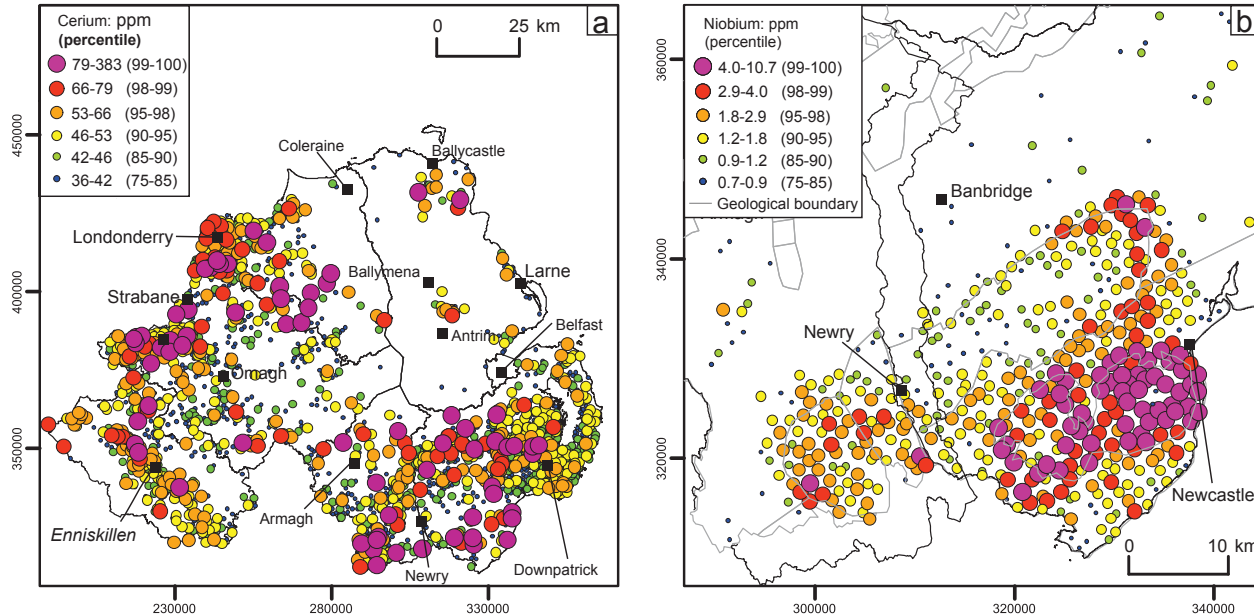 Cerium: ppm
(percentile)
79-383 (99-100)
66-79 (98-99)
53-66 (95-98)
46-53 (90-95)
42-46 (85-90)
36-42 (75-85)
0 25 km
a
450000
400000
350000
230000 280000 330000
Coleraine
Ballycastle
Londonderry
Ballymena
Larne
Strabane
Antrim
Belfast
Omagh
Enniskillen
Armagh
Newry
Downpatrick
Niobium: ppm
(percentile)
4.0-10.7 (99-100)
2.9-4.0 (98-99)
1.8-2.9 (95-98)
1.2-1.8 (90-95)
0.9-1.2 (85-90)
0.7-0.9 (75-85)
Geological boundary
b
360000
340000
320000
300000 320000 340000
Banbridge
Newry
Newcastle
0 10 km